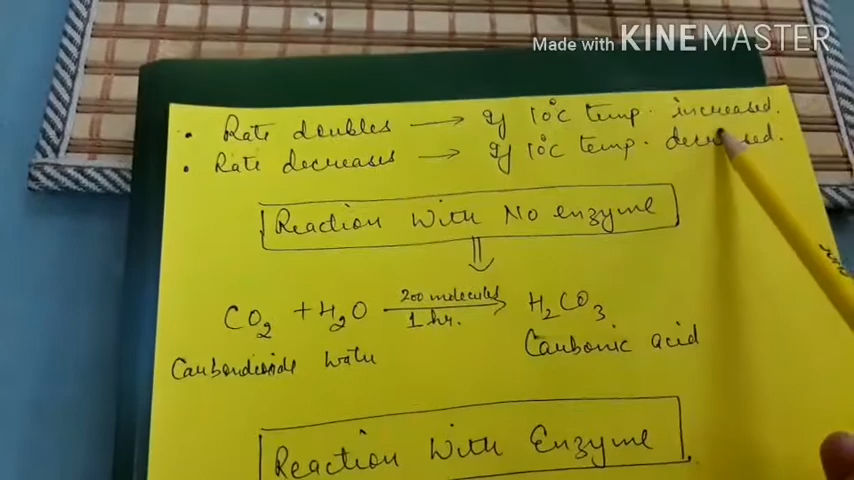 Made with KINEMASTER
• Rate doubles → If 10°C temp. increased.
• Rate decreases → If 10°C temp. decreased.
Reaction With No enzyme
⇓
CO₂ + H₂O 200 molecules → 1 hr. H₂CO₃
Carbondioxide Water Carbonic acid
Reaction With Enzyme